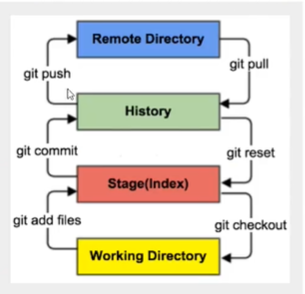 Remote Directory
git push
git pull
History
git commit
git reset
Stage(Index)
git add files
git checkout
Working Directory